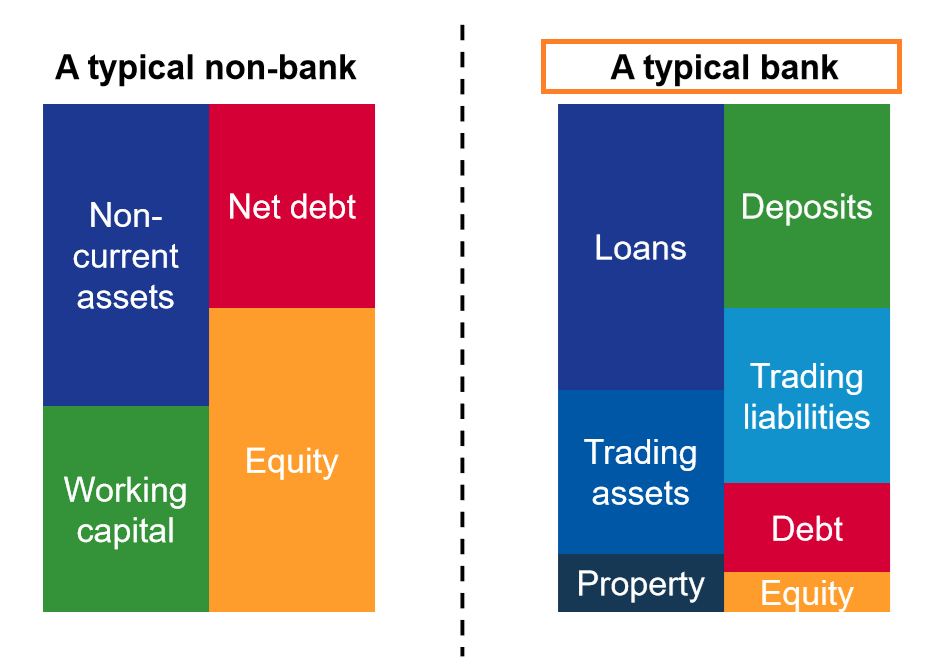 A typical non-bank
Non-
current
assets
Working
capital
Net debt
Equity
A typical bank
Loans
Trading
assets
Property
Deposits
Trading
liabilities
Debt
Equity